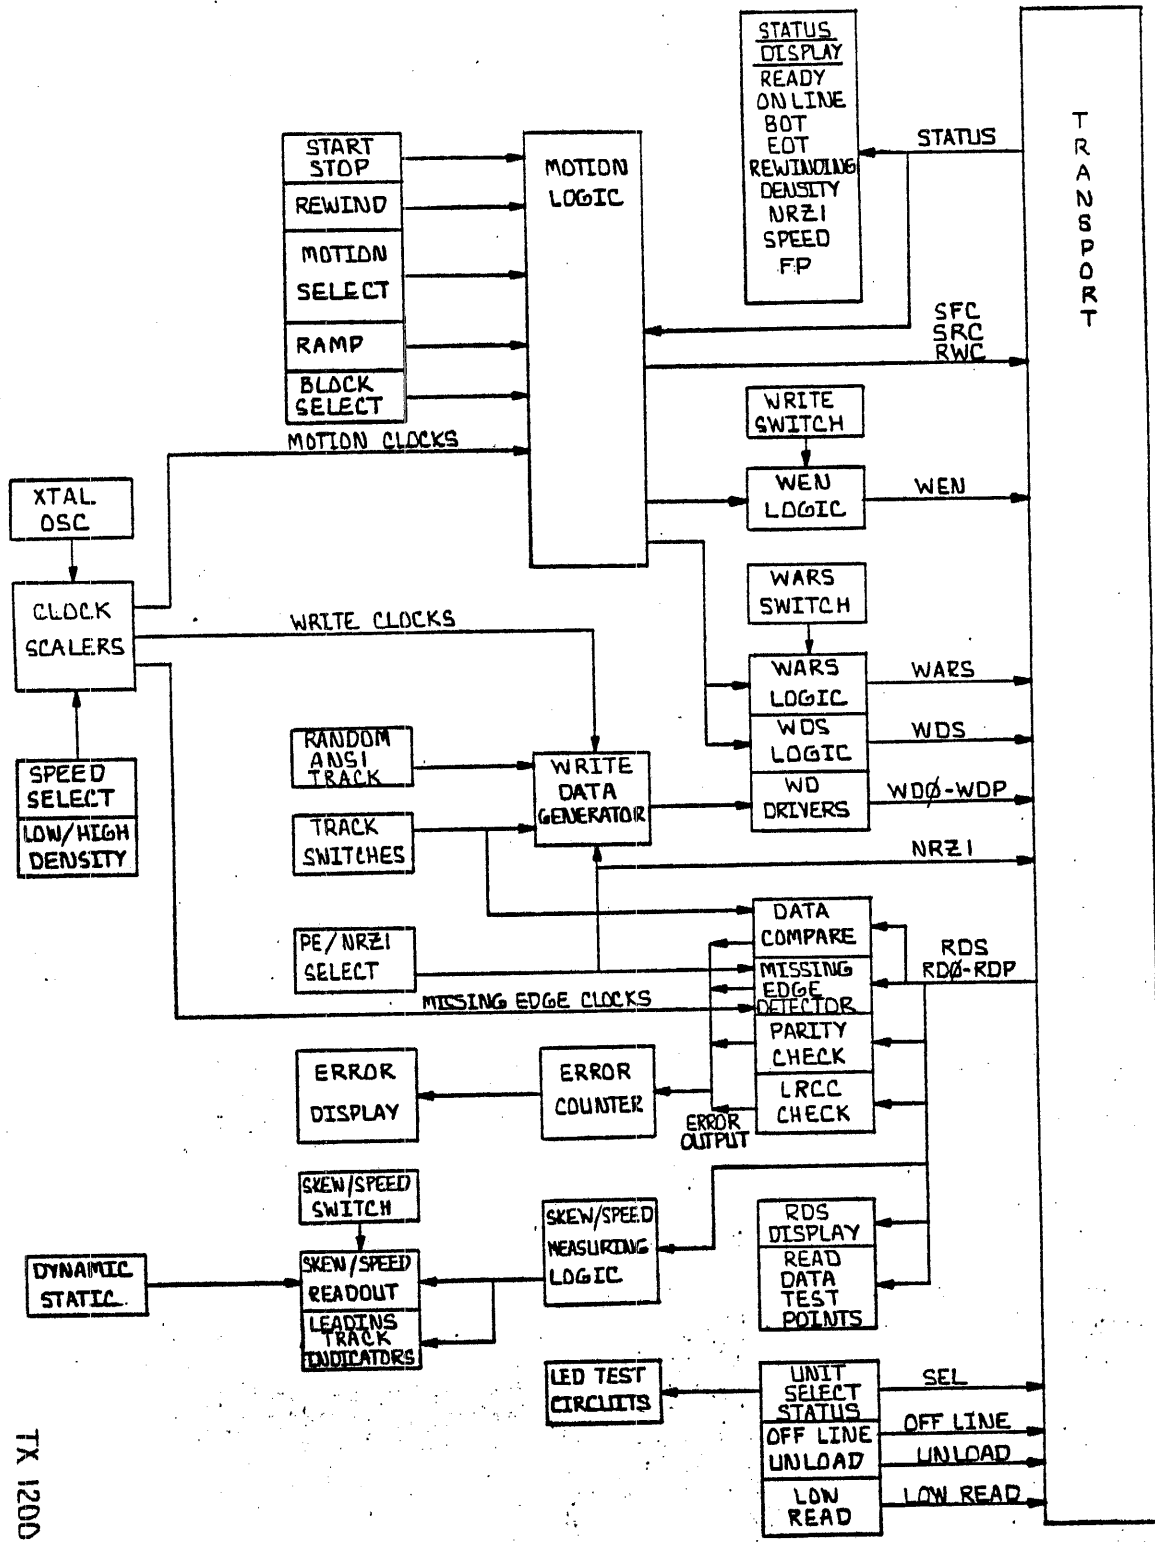 STATUS
DISPLAY
READY
ON LINE
BOT
EOT
REWINDING
DENSITY
NRZ1
SPEED
FP
STATUS
TRANSPORT
START
STOP
REWIND
MOTION
SELECT
RAMP
BLOCK
SELECT
MOTION
LOGIC
SFC
SRC
RWC
MOTION CLOCKS
WRITE
SWITCH
WEN
LOGIC
WEN
XTAL
OSC
CLOCK
SCALERS
WRITE CLOCKS
WARS
SWITCH
WARS
LOGIC
WARS
WDS
LOGIC
WDS
WD
DRIVERS
WDØ-WDP
SPEED
SELECT
LOW/HIGH
DENSITY
RANDOM
ANSI
TRACK
TRACK
SWITCHES
WRITE
DATA
GENERATOR
NRZ1
PE/NRZ1
SELECT
MISSING EDGE CLOCKS
DATA
COMPARE
MISSING
EDGE
DETECTOR
PARITY
CHECK
LRCC
CHECK
RDS
RDØ-RDP
ERROR
DISPLAY
ERROR
COUNTER
ERROR
OUTPUT
SKEW/SPEED
SWITCH
DYNAMIC
STATIC
SKEW/SPEED
READOUT
LEADINS
TRACK
INDICATORS
SKEW/SPEED
MEASURING
LOGIC
RDS
DISPLAY
READ
DATA
TEST
POINTS
LED TEST
CIRCUITS
UNIT
SELECT
STATUS
SEL
OFF LINE
UNLOAD
OFF LINE
UNLOAD
LOW
READ
LOW READ
TX 1200